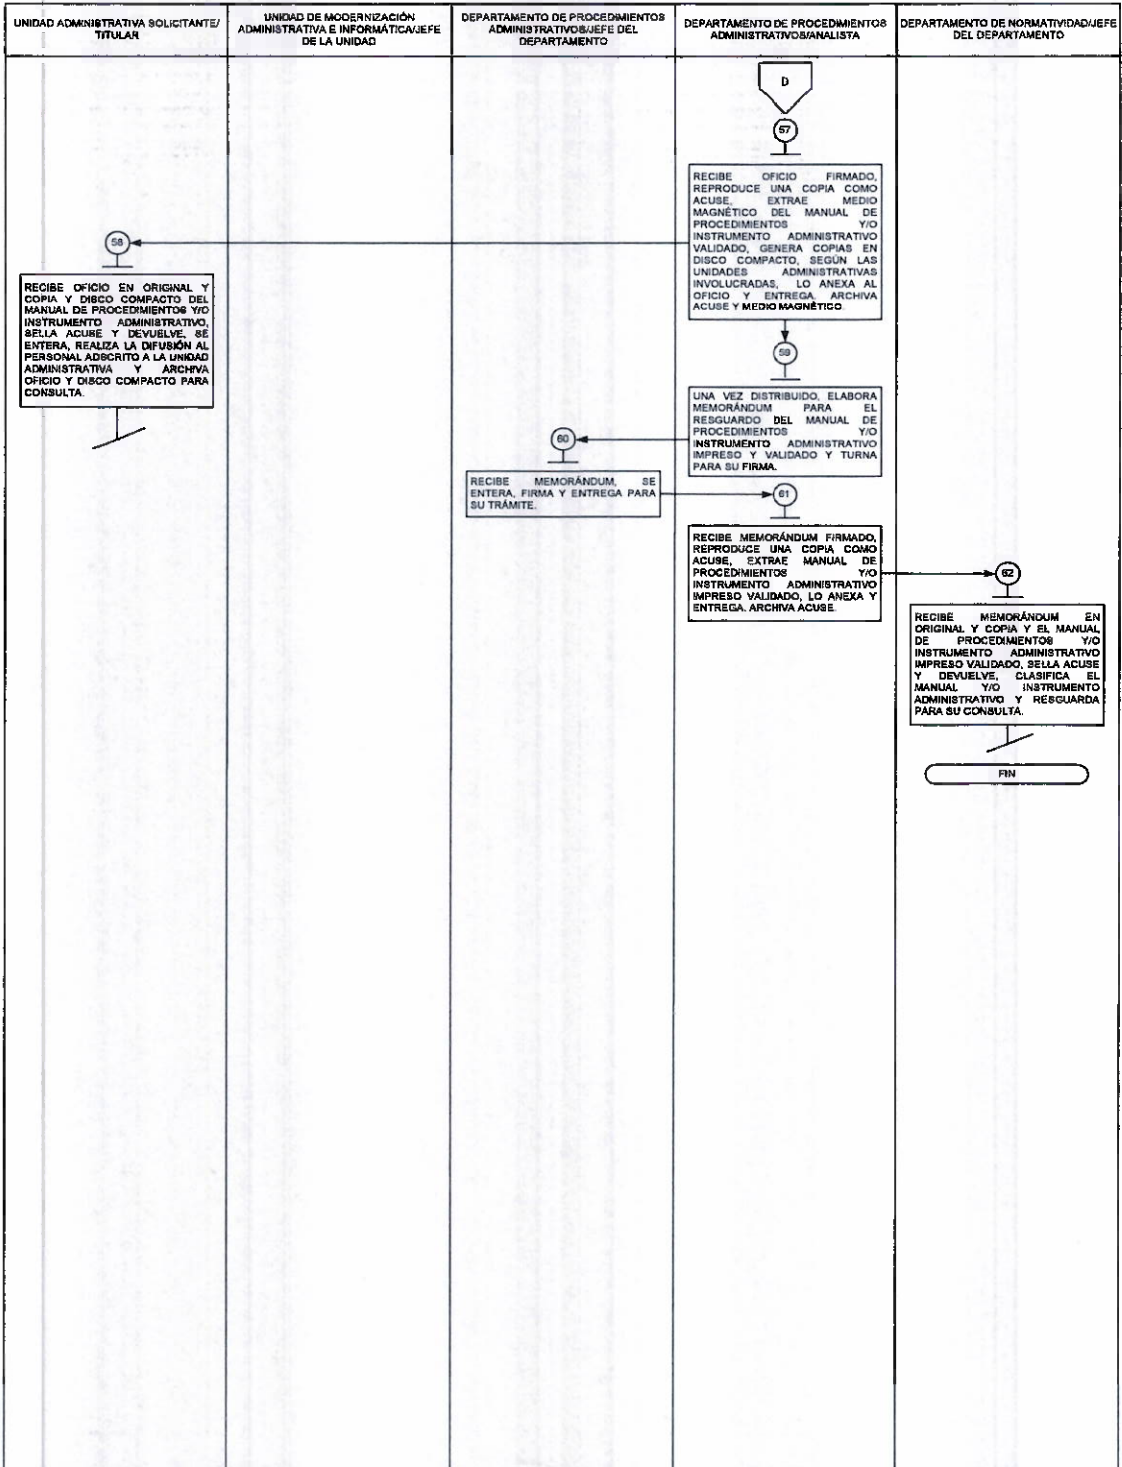 UNIDAD ADMINISTRATIVA SOLICITANTE/
TITULAR
UNIDAD DE MODERNIZACIÓN
ADMINISTRATIVA E INFORMÁTICA/JEFE
DE LA UNIDAD
DEPARTAMENTO DE PROCEDIMIENTOS
ADMINISTRATIVOS/JEFE DEL
DEPARTAMENTO
DEPARTAMENTO DE PROCEDIMIENTOS
ADMINISTRATIVOS/ANALISTA
DEPARTAMENTO DE NORMATIVIDAD/JEFE
DEL DEPARTAMENTO
D
57
RECIBE OFICIO FIRMADO,
REPRODUCE UNA COPIA COMO
ACUSE, EXTRAE MEDIO
MAGNÉTICO DEL MANUAL DE
PROCEDIMIENTOS Y/O
INSTRUMENTO ADMINISTRATIVO
VALIDADO, GENERA COPIAS EN
DISCO COMPACTO, SEGÚN LAS
UNIDADES ADMINISTRATIVAS
INVOLUCRADAS, LO ANEXA AL
OFICIO Y ENTREGA. ARCHIVA
ACUSE Y MEDIO MAGNÉTICO.
58
RECIBE OFICIO EN ORIGINAL Y
COPIA Y DISCO COMPACTO DEL
MANUAL DE PROCEDIMIENTOS Y/O
INSTRUMENTO ADMINISTRATIVO,
SELLA ACUSE Y DEVUELVE, SE
ENTERA, REALIZA LA DIFUSIÓN AL
PERSONAL ADSCRITO A LA UNIDAD
ADMINISTRATIVA Y ARCHIVA
OFICIO Y DISCO COMPACTO PARA
CONSULTA.
59
UNA VEZ DISTRIBUIDO, ELABORA
MEMORÁNDUM PARA EL
RESGUARDO DEL MANUAL DE
PROCEDIMIENTOS Y/O
INSTRUMENTO ADMINISTRATIVO
IMPRESO Y VALIDADO Y TURNA
PARA SU FIRMA.
60
RECIBE MEMORÁNDUM, SE
ENTERA, FIRMA Y ENTREGA PARA
SU TRÁMITE.
61
RECIBE MEMORÁNDUM FIRMADO,
REPRODUCE UNA COPIA COMO
ACUSE, EXTRAE MANUAL DE
PROCEDIMIENTOS Y/O
INSTRUMENTO ADMINISTRATIVO
IMPRESO VALIDADO, LO ANEXA Y
ENTREGA. ARCHIVA ACUSE.
62
RECIBE MEMORÁNDUM EN
ORIGINAL Y COPIA Y EL MANUAL
DE PROCEDIMIENTOS Y/O
INSTRUMENTO ADMINISTRATIVO
IMPRESO VALIDADO, SELLA ACUSE
Y DEVUELVE, CLASIFICA EL
MANUAL Y/O INSTRUMENTO
ADMINISTRATIVO Y RESGUARDA
PARA SU CONSULTA.
FIN